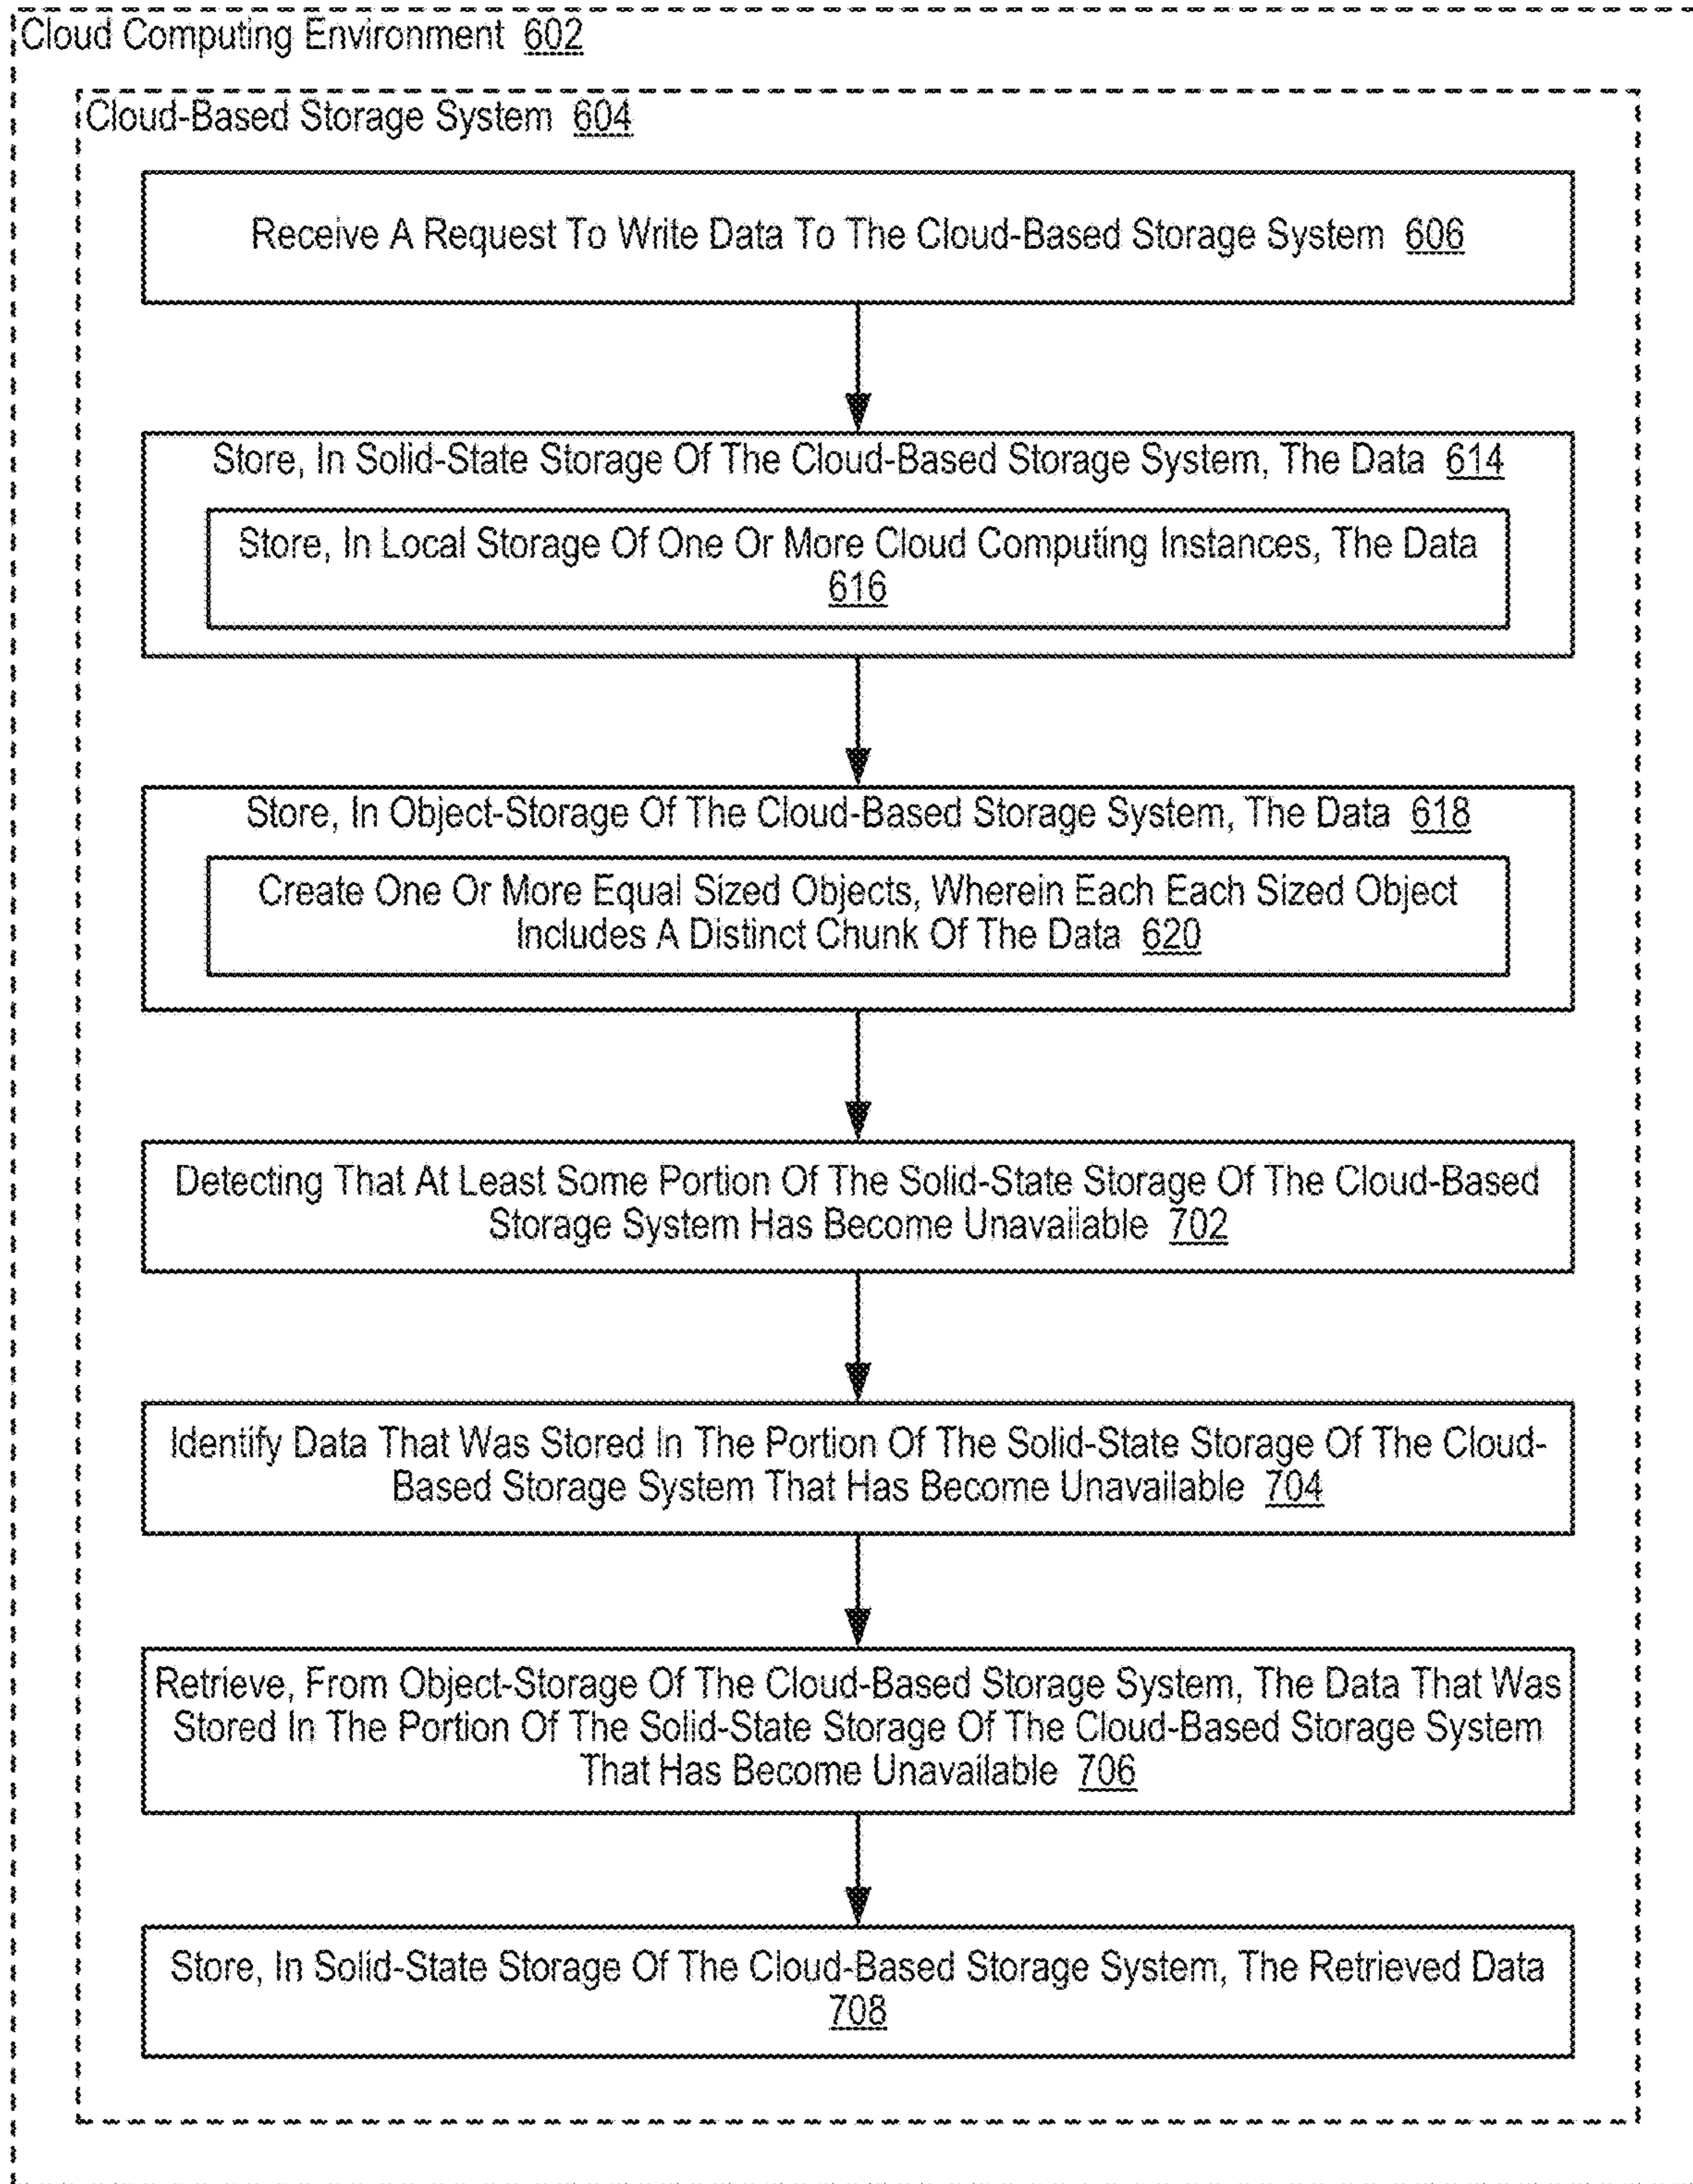 Cloud Computing Environment 602
Cloud-Based Storage System 604
Receive A Request To Write Data To The Cloud-Based Storage System 606
Store, In Solid-State Storage Of The Cloud-Based Storage System, The Data 614
Store, In Local Storage Of One Or More Cloud Computing Instances, The Data
616
Store, In Object-Storage Of The Cloud-Based Storage System, The Data 618
Create One Or More Equal Sized Objects, Wherein Each Each Sized Object
Includes A Distinct Chunk Of The Data 620
Detecting That At Least Some Portion Of The Solid-State Storage Of The Cloud-Based
Storage System Has Become Unavailable 702
Identify Data That Was Stored In The Portion Of The Solid-State Storage Of The Cloud-
Based Storage System That Has Become Unavailable 704
Retrieve, From Object-Storage Of The Cloud-Based Storage System, The Data That Was
Stored In The Portion Of The Solid-State Storage Of The Cloud-Based Storage System
That Has Become Unavailable 706
Store, In Solid-State Storage Of The Cloud-Based Storage System, The Retrieved Data
708